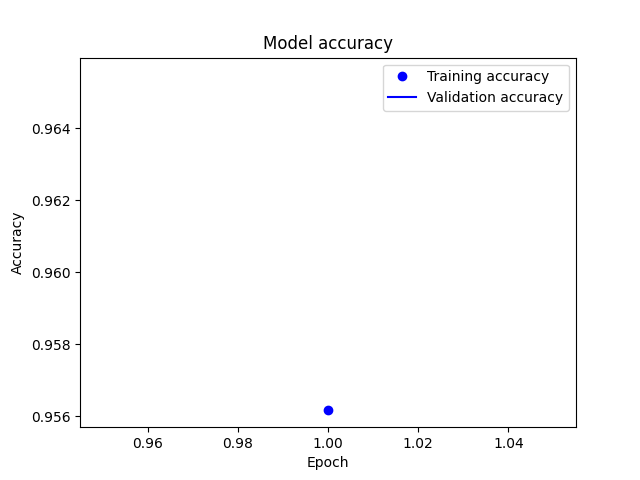 Model accuracy
Training accuracy
Validation accuracy
0.964
0.962
0.960
0.958
0.956
Accuracy
0.96 0.98 1.00 1.02 1.04
Epoch